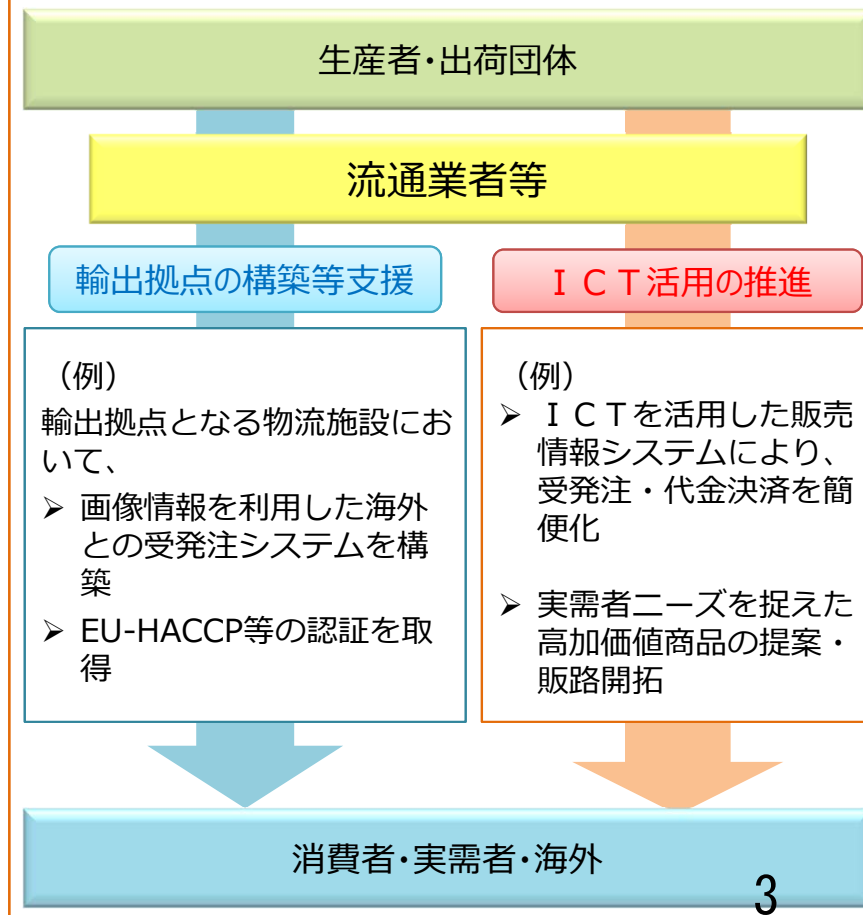 生産者・出荷団体
流通業者等
輸出拠点の構築等支援
（例）
輸出拠点となる物流施設にお
いて、
➢ 画像情報を利用した海外
との受発注システムを構
築
➢ EU-HACCP等の認証を取
得
ＩＣＴ活用の推進
（例）
➢ ＩＣＴを活用した販売
情報システムにより、
受発注・代金決済を簡
便化
➢ 実需者ニーズを捉えた
高加価値商品の提案・
販路開拓
消費者・実需者・海外
3